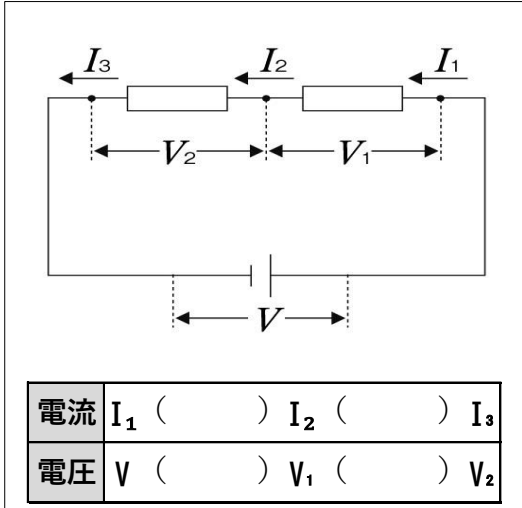 I₃ I₂ I₁
V₂ V₁
V
電流 I₁ （　　　） I₂ （　　　） I₃
電圧 V （　　　） V₁ （　　　） V₂